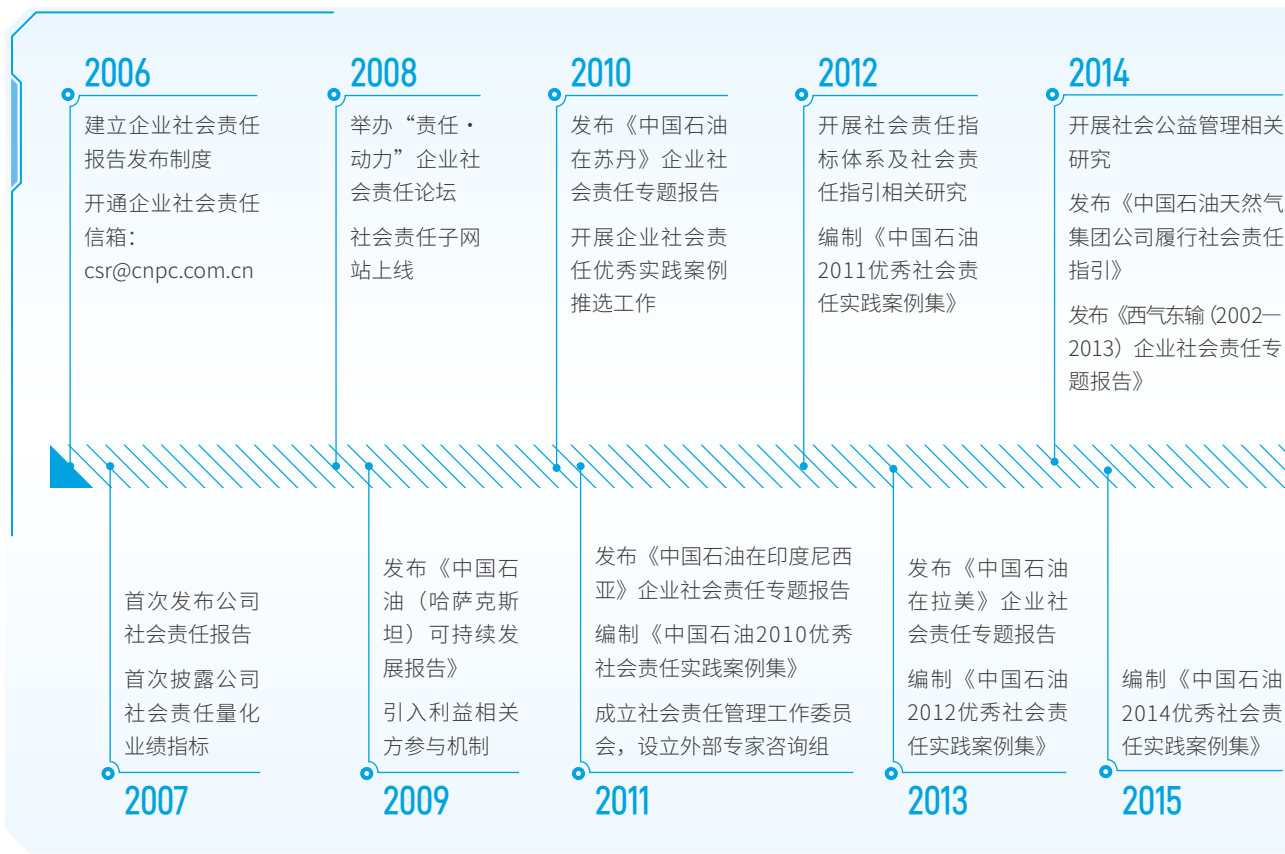 2006
建立企业社会责任
报告发布制度
开通企业社会责任
信箱：
csr@cnpc.com.cn
2008
举办“责任·
动力”企业社
会责任论坛
社会责任子网
站上线
2010
发布《中国石油
在苏丹》企业社
会责任专题报告
开展企业社会责
任优秀实践案例
推选工作
2012
开展社会责任指
标体系及社会责
任指引相关研究
编制《中国石油
2011优秀社会责
任实践案例集》
2014
开展社会公益管理相关
研究
发布《中国石油天然气
集团公司履行社会责任
指引》
发布《西气东输（2002—
2013）企业社会责任专
题报告》
首次发布公司
社会责任报告
首次披露公司
社会责任量化
业绩指标
2007
发布《中国石
油（哈萨克斯
坦）可持续发
展报告》
引入利益相关
方参与机制
2009
发布《中国石油在印度尼西
亚》企业社会责任专题报告
编制《中国石油2010优秀
社会责任实践案例集》
成立社会责任管理工作委员
会，设立外部专家咨询组
2011
发布《中国石油
在拉美》企业社
会责任专题报告
编制《中国石油
2012优秀社会责
任实践案例集》
2013
编制《中国石油
2014优秀社会责
任实践案例集》
2015